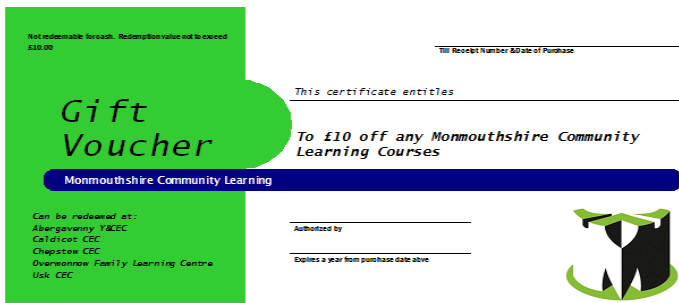 Not redeemable for cash. Redemption value not to exceed
£10.00
Till Receipt Number & Date of Purchase
This certificate entitles
Gift
Voucher
To £10 off any Monmouthshire Community
Learning Courses
Monmouthshire Community Learning
Can be redeemed at:
Abergavenny Y&CEC
Caldicot CEC
Chepstow CEC
Overmonnow Family Learning Centre
Usk CEC
Authorized by
Expires a year from purchase date abve